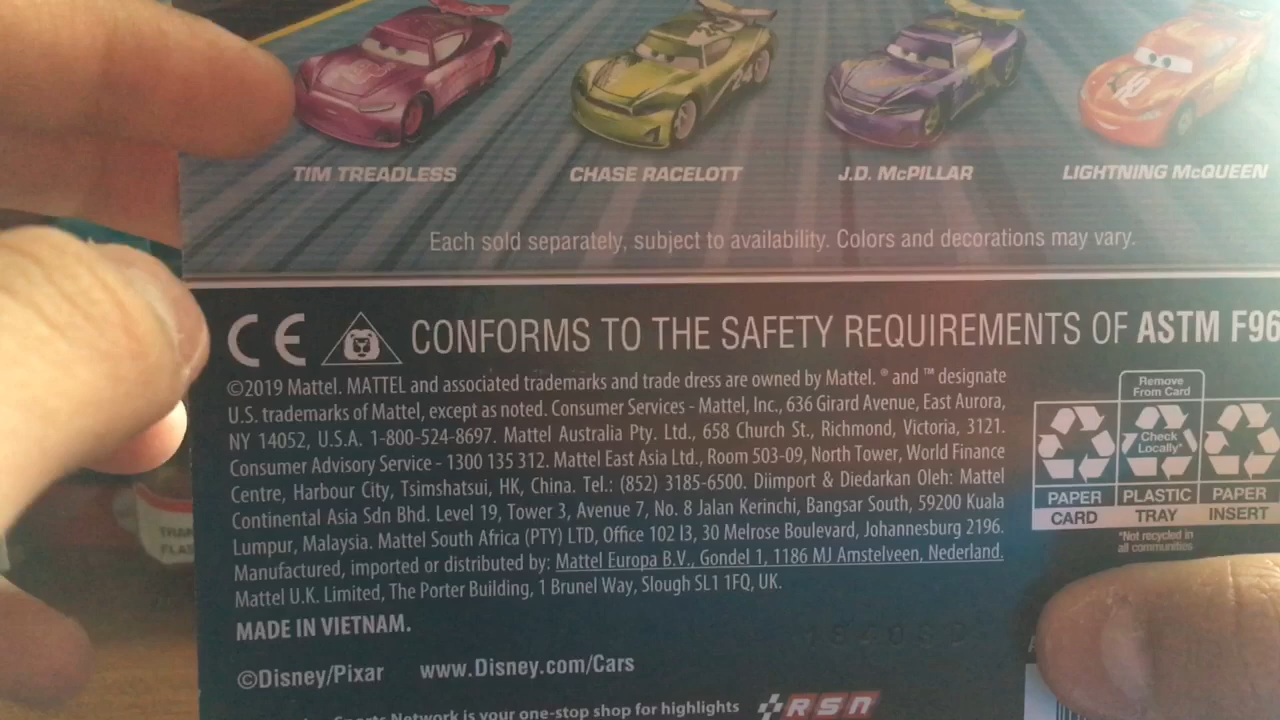 TIM TREADLESS CHASE RACELOTT J.D. McPILLAR LIGHTNING McQUEEN
Each sold separately, subject to availability. Colors and decorations may vary.
CE CONFORMS TO THE SAFETY REQUIREMENTS OF ASTM F96
©2019 Mattel. MATTEL and associated trademarks and trade dress are owned by Mattel. ® and ™ designate
U.S. trademarks of Mattel, except as noted. Consumer Services - Mattel, Inc., 636 Girard Avenue, East Aurora,
NY 14052, U.S.A. 1-800-524-8697. Mattel Australia Pty. Ltd., 658 Church St., Richmond, Victoria, 3121.
Consumer Advisory Service - 1300 135 312. Mattel East Asia Ltd., Room 503-09, North Tower, World Finance
Centre, Harbour City, Tsimshatsui, HK, China. Tel.: (852) 3185-6500. Diimport & Diedarkan Oleh: Mattel
Continental Asia Sdn Bhd. Level 19, Tower 3, Avenue 7, No. 8 Jalan Kerinchi, Bangsar South, 59200 Kuala
Lumpur, Malaysia. Mattel South Africa (PTY) LTD, Office 102 I3, 30 Melrose Boulevard, Johannesburg 2196.
Manufactured, imported or distributed by: Mattel Europa B.V., Gondel 1, 1186 MJ Amstelveen, Nederland.
Mattel U.K. Limited, The Porter Building, 1 Brunel Way, Slough SL1 1FQ, UK.
MADE IN VIETNAM.
©Disney/Pixar www.Disney.com/Cars
Network is your one-stop shop for highlights RSN
Remove
From Card
Check
Locally*
PAPER PLASTIC PAPER
CARD TRAY INSERT
*Not recycled in
all communities